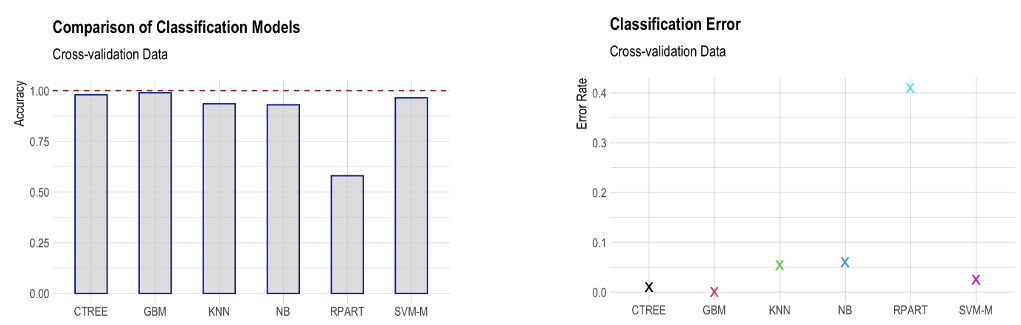 Comparison of Classification Models
Cross-validation Data
Accuracy
1.00
0.75
0.50
0.25
0.00
CTREE GBM KNN NB RPART SVM-M
Classification Error
Cross-validation Data
Error Rate
0.4
0.3
0.2
0.1
0.0
CTREE GBM KNN NB RPART SVM-M